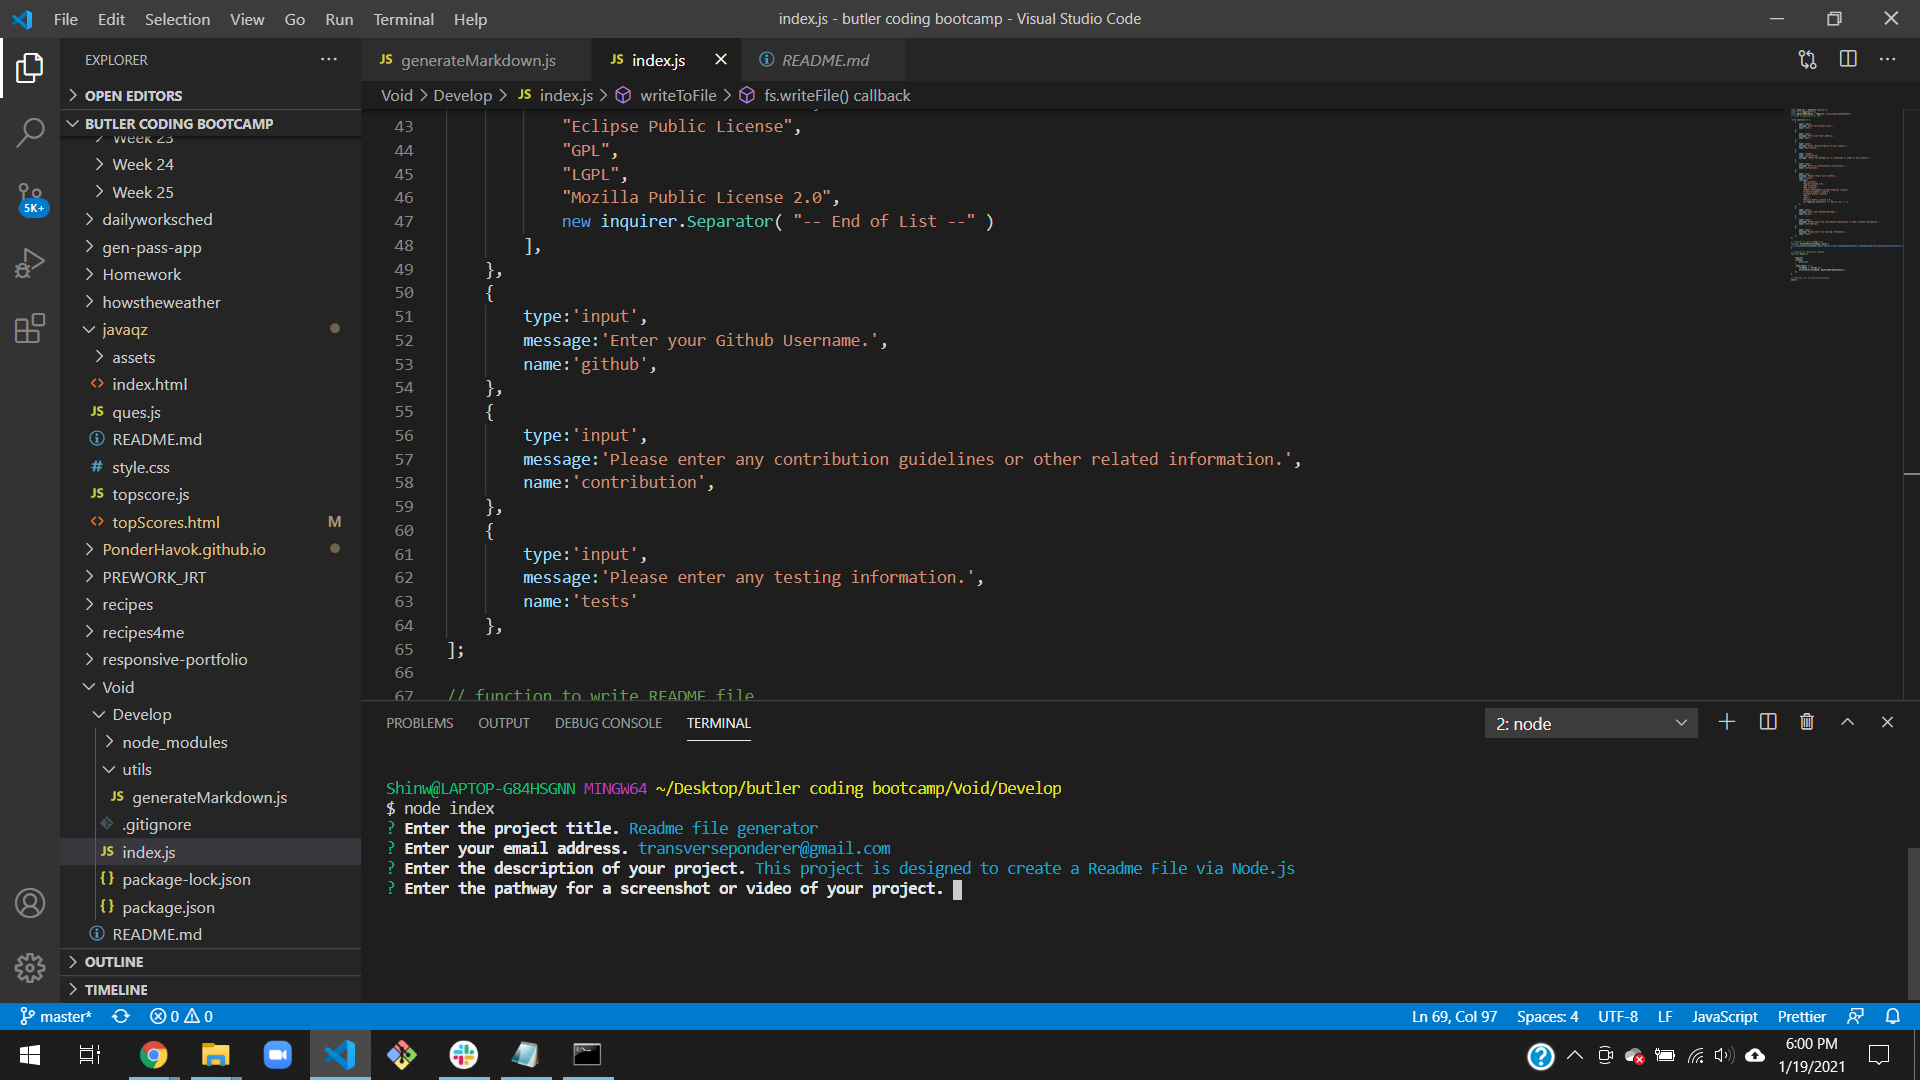 File Edit Selection View Go Run Terminal Help
index.js - butler coding bootcamp - Visual Studio Code
EXPLORER
OPEN EDITORS
BUTLER CODING BOOTCAMP
Week 23
Week 24
Week 25
dailyworksched
gen-pass-app
Homework
howstheweather
javaqz
assets
index.html
JS ques.js
README.md
# style.css
JS topscore.js
topScores.html M
PonderHavok.github.io
PREWORK_JRT
recipes
recipes4me
responsive-portfolio
Void
Develop
node_modules
utils
JS generateMarkdown.js
.gitignore
JS index.js
{} package-lock.json
{} package.json
README.md
OUTLINE
TIMELINE
5K+
JS generateMarkdown.js JS index.js README.md
Void > Develop > JS index.js > writeToFile > fs.writeFile() callback
43 "Eclipse Public License",
44 "GPL",
45 "LGPL",
46 "Mozilla Public License 2.0",
47 new inquirer.Separator( "-- End of List --" )
48 ],
49 },
50 {
51 type:'input',
52 message:'Enter your Github Username.',
53 name:'github',
54 },
55 {
56 type:'input',
57 message:'Please enter any contribution guidelines or other related information.',
58 name:'contribution',
59 },
60 {
61 type:'input',
62 message:'Please enter any testing information.',
63 name:'tests'
64 },
65 ];
66
67 // function to write README file
PROBLEMS OUTPUT DEBUG CONSOLE TERMINAL 2: node
Shinw@LAPTOP-G84HSGNN MINGW64 ~/Desktop/butler coding bootcamp/Void/Develop
$ node index
? Enter the project title. Readme file generator
? Enter your email address. transverseponderer@gmail.com
? Enter the description of your project. This project is designed to create a Readme File via Node.js
? Enter the pathway for a screenshot or video of your project.
master* 0 0 Ln 69, Col 97 Spaces: 4 UTF-8 LF JavaScript Prettier
6:00 PM
1/19/2021